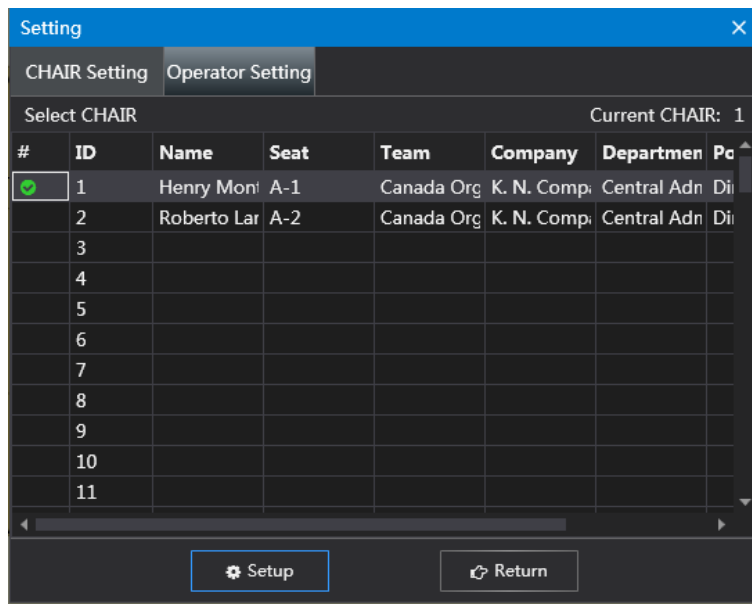 Setting
CHAIR Setting Operator Setting
Select CHAIR Current CHAIR: 1
# ID Name Seat Team Company Departmen Po
1 Henry Mont A-1 Canada Org K. N. Compa Central Adn Di
2 Roberto Lar A-2 Canada Org K. N. Compa Central Adn Di
3
4
5
6
7
8
9
10
11
Setup Return